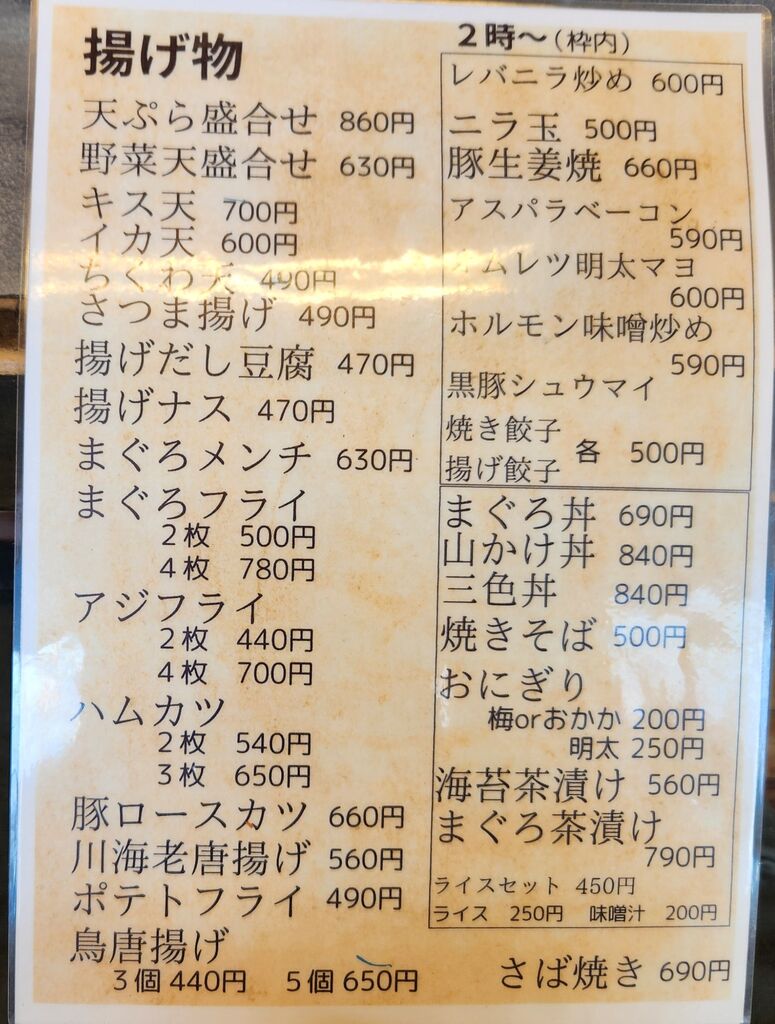 揚げ物
天ぷら盛合せ 860円
野菜天盛合せ 630円
キス天 700円
イカ天 600円
ちくわ天 490円
さつま揚げ 490円
揚げだし豆腐 470円
揚げナス 470円
まぐろメンチ 630円
まぐろフライ
2枚 500円
4枚 780円
アジフライ
2枚 440円
4枚 700円
ハムカツ
2枚 540円
3枚 650円
豚ロースカツ 660円
川海老唐揚げ 560円
ポテトフライ 490円
鳥唐揚げ
3個 440円 5個 650円
2時～(枠内)
レバニラ炒め 600円
ニラ玉 500円
豚生姜焼 660円
アスパラベーコン
590円
オムレツ明太マヨ
600円
ホルモン味噌炒め
590円
黒豚シュウマイ
焼き餃子
揚げ餃子 各 500円
まぐろ丼 690円
山かけ丼 840円
三色丼 840円
焼きそば 500円
おにぎり
梅orおかか 200円
明太 250円
海苔茶漬け 560円
まぐろ茶漬け
790円
ライスセット 450円
ライス 250円 味噌汁 200円
さば焼き 690円